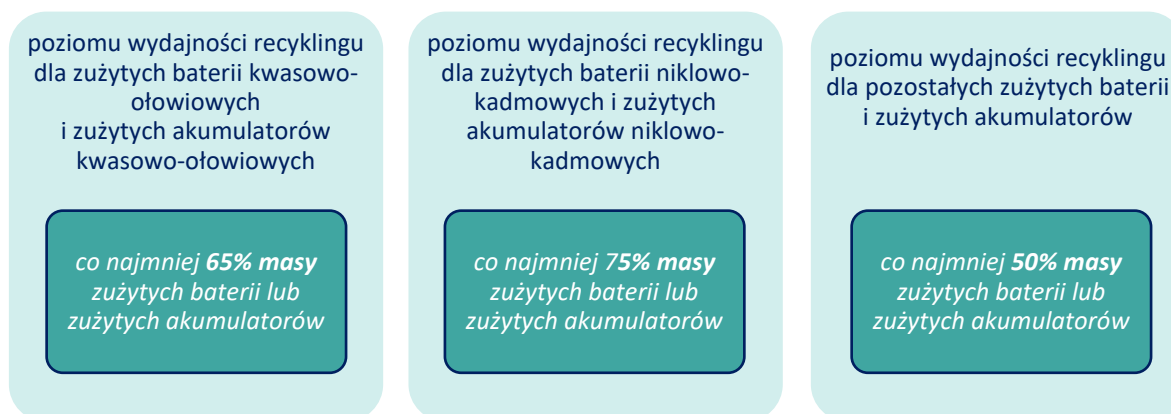 poziomu wydajności recyklingu
dla zużytych baterii kwasowo-
ołowiowych
i zużytych akumulatorów
kwasowo-ołowiowych
co najmniej 65% masy
zużytych baterii lub
zużytych akumulatorów
poziomu wydajności recyklingu
dla zużytych baterii niklowo-
kadmowych i zużytych
akumulatorów niklowo-
kadmowych
co najmniej 75% masy
zużytych baterii lub
zużytych akumulatorów
poziomu wydajności recyklingu
dla pozostałych zużytych baterii
i zużytych akumulatorów
co najmniej 50% masy
zużytych baterii lub
zużytych akumulatorów